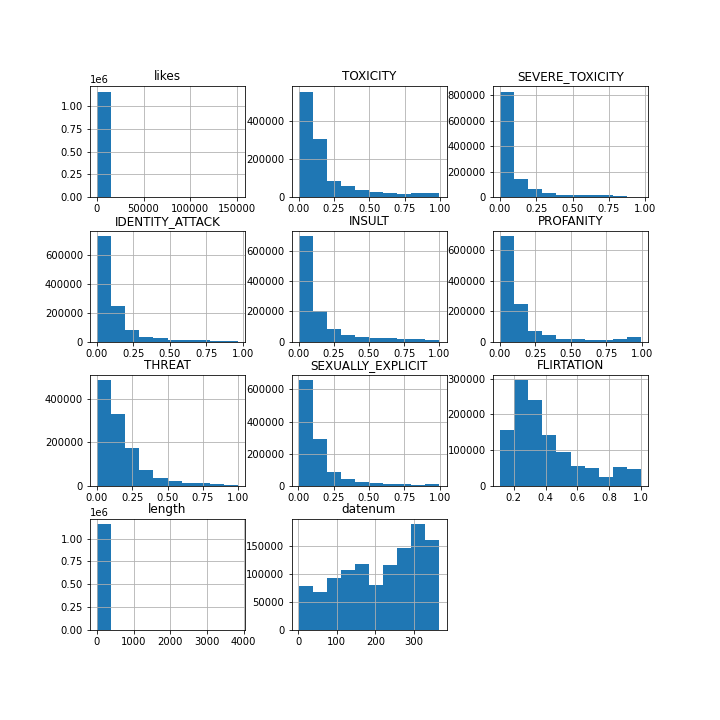 likes
1e6
1.00
0.75
0.50
0.25
0.00
0 50000 100000 150000
TOXICITY
400000
200000
0
0.00 0.25 0.50 0.75 1.00
SEVERE_TOXICITY
800000
600000
400000
200000
0
0.00 0.25 0.50 0.75 1.00
IDENTITY_ATTACK
600000
400000
200000
0
0.00 0.25 0.50 0.75 1.00
INSULT
600000
400000
200000
0
0.00 0.25 0.50 0.75 1.00
PROFANITY
600000
400000
200000
0
0.00 0.25 0.50 0.75 1.00
THREAT
400000
200000
0
0.00 0.25 0.50 0.75 1.00
SEXUALLY_EXPLICIT
600000
400000
200000
0
0.00 0.25 0.50 0.75 1.00
FLIRTATION
300000
200000
100000
0
0.2 0.4 0.6 0.8 1.0
length
1e6
1.00
0.75
0.50
0.25
0.00
0 1000 2000 3000 4000
datenum
150000
100000
50000
0
0 100 200 300